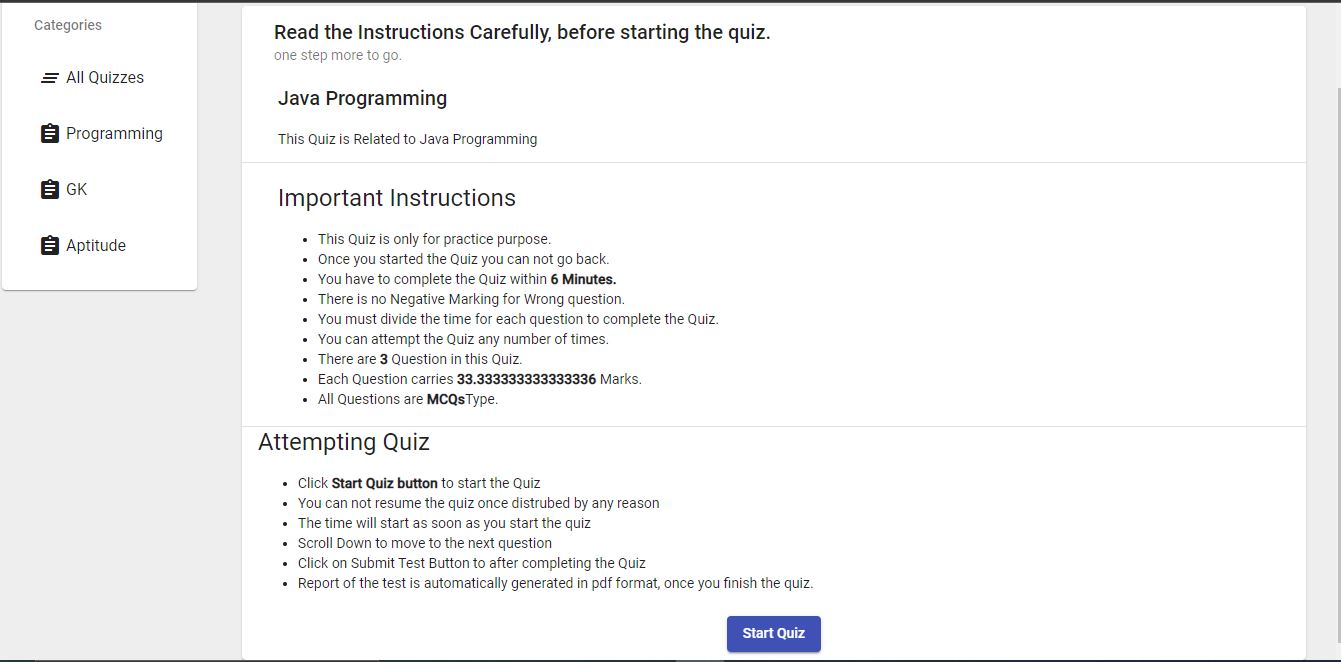 Categories
All Quizzes
Programming
GK
Aptitude
Read the Instructions Carefully, before starting the quiz.
one step more to go.
Java Programming
This Quiz is Related to Java Programming
Important Instructions
This Quiz is only for practice purpose.
Once you started the Quiz you can not go back.
You have to complete the Quiz within 6 Minutes.
There is no Negative Marking for Wrong question.
You must divide the time for each question to complete the Quiz.
You can attempt the Quiz any number of times.
There are 3 Question in this Quiz.
Each Question carries 33.333333333333336 Marks.
All Questions are MCQsType.
Attempting Quiz
Click Start Quiz button to start the Quiz
You can not resume the quiz once distrubed by any reason
The time will start as soon as you start the quiz
Scroll Down to move to the next question
Click on Submit Test Button to after completing the Quiz
Report of the test is automatically generated in pdf format, once you finish the quiz.
Start Quiz